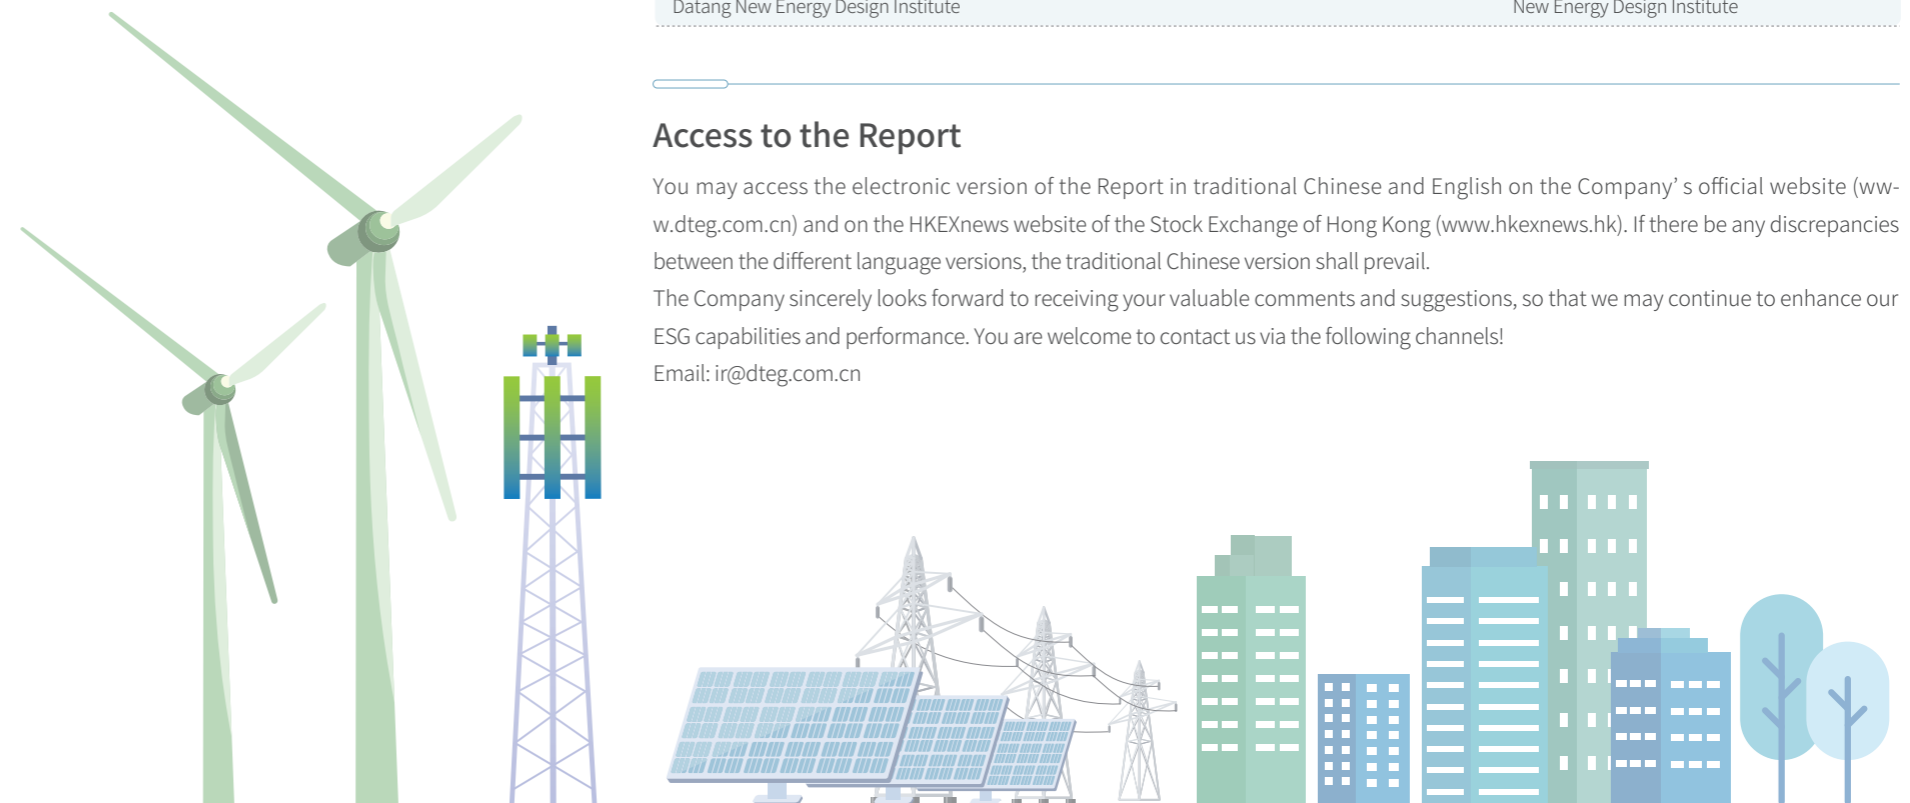 Datang New Energy Design Institute New Energy Design Institute
Access to the Report
You may access the electronic version of the Report in traditional Chinese and English on the Company’ s official website (ww-
w.dteg.com.cn) and on the HKEXnews website of the Stock Exchange of Hong Kong (www.hkexnews.hk). If there be any discrepancies
between the different language versions, the traditional Chinese version shall prevail.
The Company sincerely looks forward to receiving your valuable comments and suggestions, so that we may continue to enhance our
ESG capabilities and performance. You are welcome to contact us via the following channels!
Email: ir@dteg.com.cn